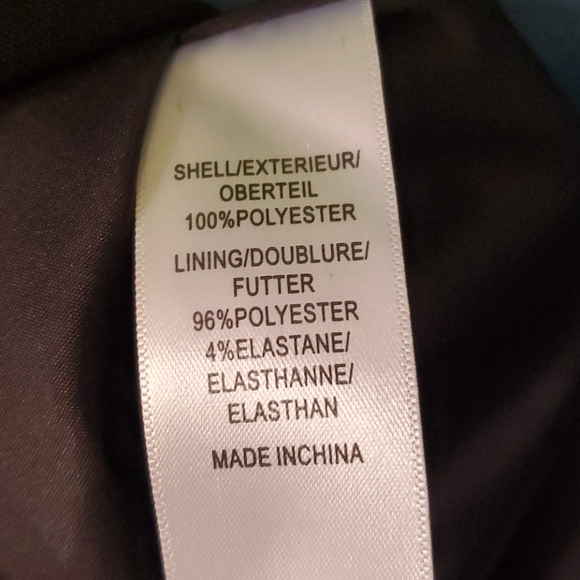 SHELL/EXTERIEUR/
OBERTEIL
100%POLYESTER
LINING/DOUBLURE/
FUTTER
96%POLYESTER
4%ELASTANE/
ELASTHANNE/
ELASTHAN
MADE INCHINA